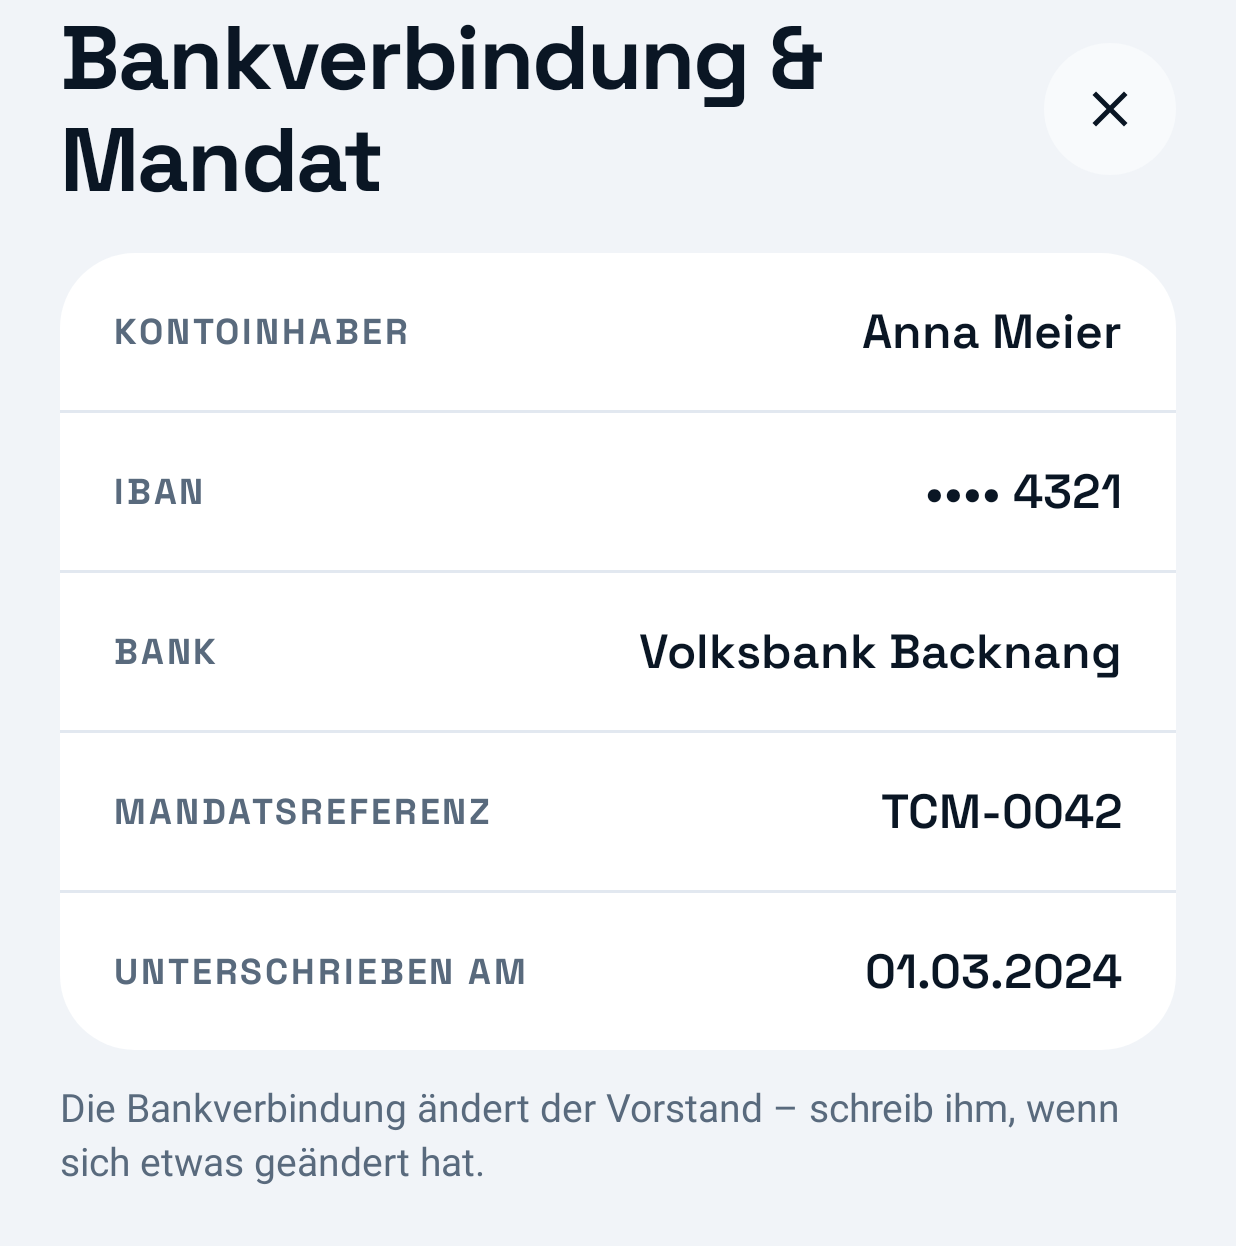 Bankverbindung &
Mandat
KONTOINHABER Anna Meier
IBAN •••• 4321
BANK Volksbank Backnang
MANDATSREFERENZ TCM-0042
UNTERSCHRIEBEN AM 01.03.2024
Die Bankverbindung ändert der Vorstand – schreib ihm, wenn
sich etwas geändert hat.